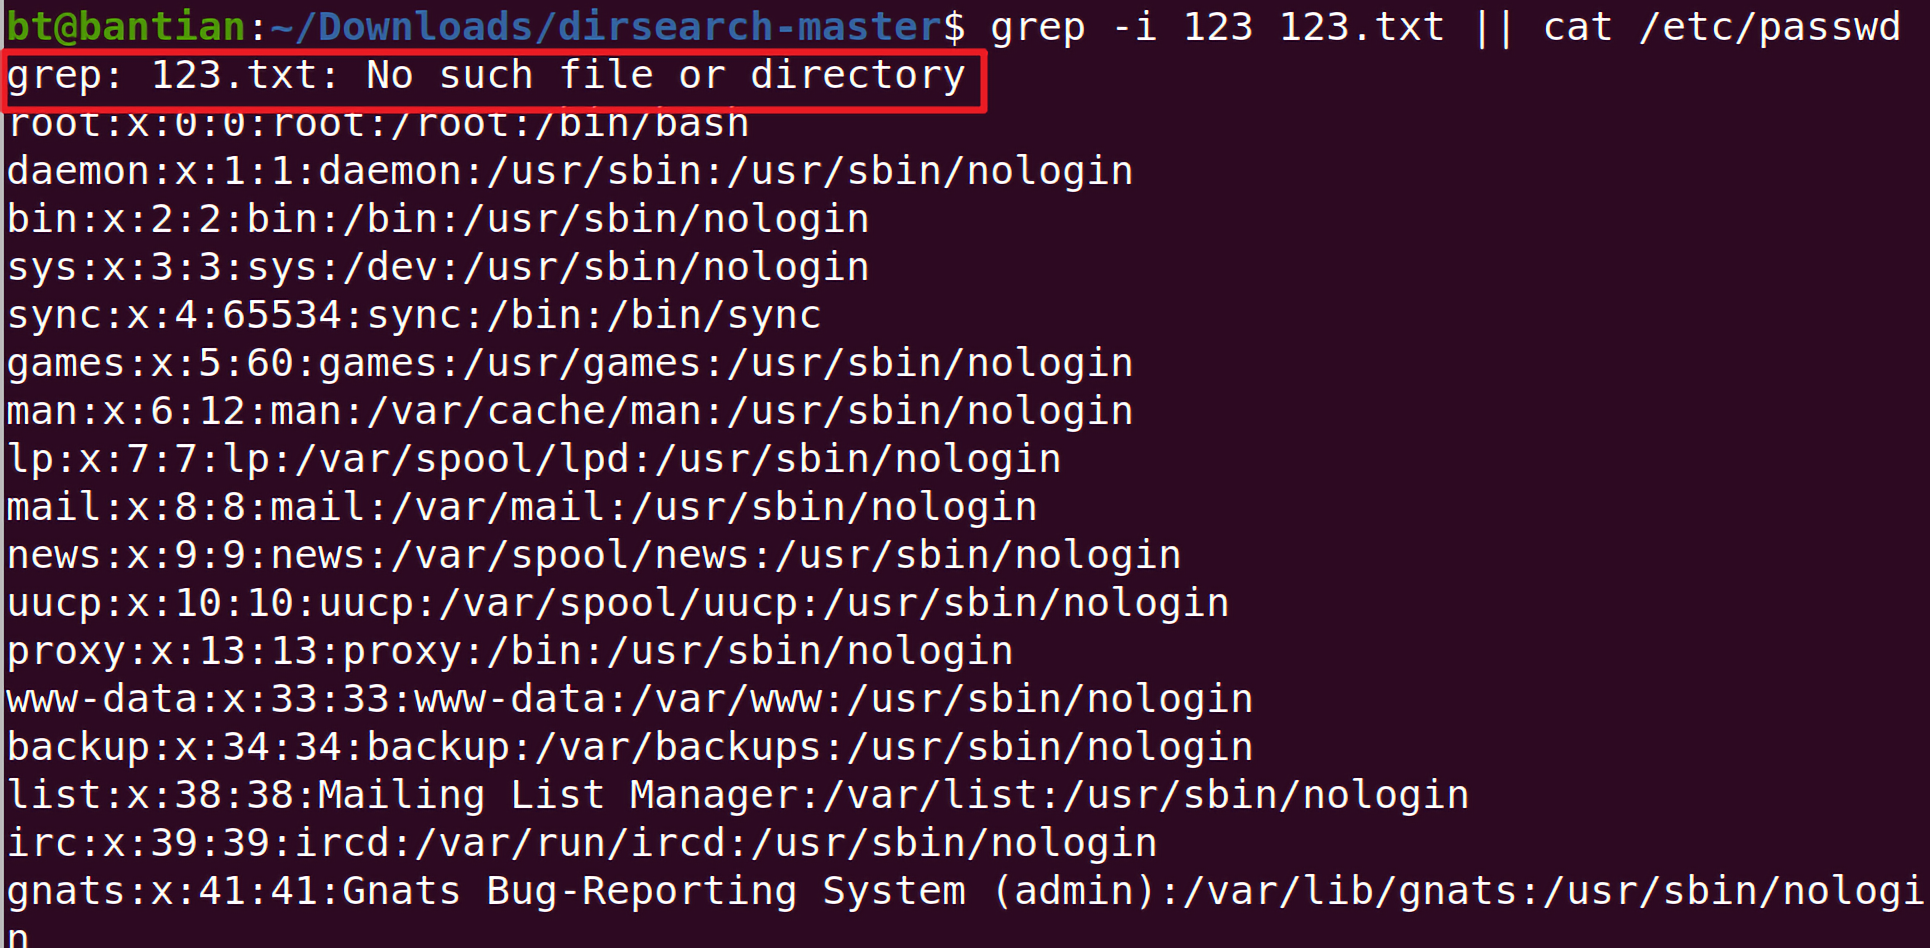 bt@bantian:~/Downloads/dirsearch-master$ grep -i 123 123.txt || cat /etc/passwd
grep: 123.txt: No such file or directory
root:x:0:0:root:/root:/bin/bash
daemon:x:1:1:daemon:/usr/sbin:/usr/sbin/nologin
bin:x:2:2:bin:/bin:/usr/sbin/nologin
sys:x:3:3:sys:/dev:/usr/sbin/nologin
sync:x:4:65534:sync:/bin:/bin/sync
games:x:5:60:games:/usr/games:/usr/sbin/nologin
man:x:6:12:man:/var/cache/man:/usr/sbin/nologin
lp:x:7:7:lp:/var/spool/lpd:/usr/sbin/nologin
mail:x:8:8:mail:/var/mail:/usr/sbin/nologin
news:x:9:9:news:/var/spool/news:/usr/sbin/nologin
uucp:x:10:10:uucp:/var/spool/uucp:/usr/sbin/nologin
proxy:x:13:13:proxy:/bin:/usr/sbin/nologin
www-data:x:33:33:www-data:/var/www:/usr/sbin/nologin
backup:x:34:34:backup:/var/backups:/usr/sbin/nologin
list:x:38:38:Mailing List Manager:/var/list:/usr/sbin/nologin
irc:x:39:39:ircd:/var/run/ircd:/usr/sbin/nologin
gnats:x:41:41:Gnats Bug-Reporting System (admin):/var/lib/gnats:/usr/sbin/nologi
n